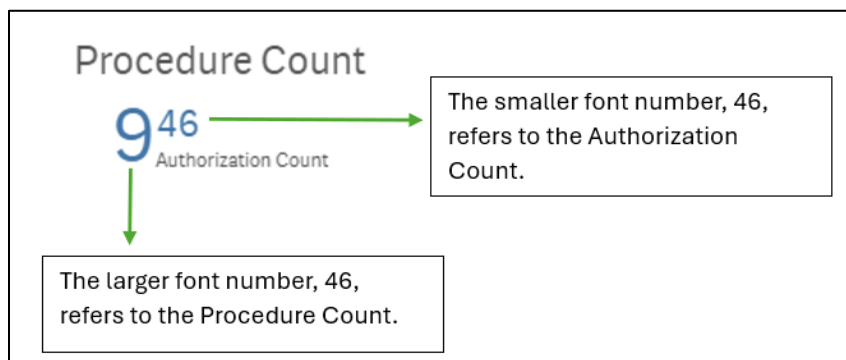 Procedure Count
9 46
Authorization Count
The smaller font number, 46,
refers to the Authorization
Count.
The larger font number, 46,
refers to the Procedure Count.